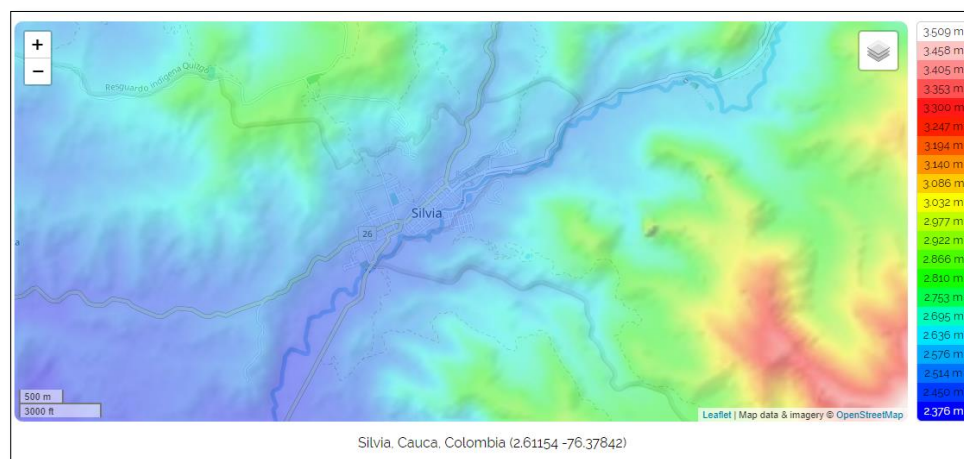 +
−
Resguardo Indigena Quitgo
Silvia
26
a
500 m
3000 ft
Leaflet | Map data & imagery © OpenStreetMap
3.509 m
3.458 m
3.405 m
3.353 m
3.300 m
3.247 m
3.194 m
3.140 m
3.086 m
3.032 m
2.977 m
2.922 m
2.866 m
2.810 m
2.753 m
2.695 m
2.636 m
2.576 m
2.514 m
2.450 m
2.376 m
Silvia, Cauca, Colombia (2.61154 -76.37842)